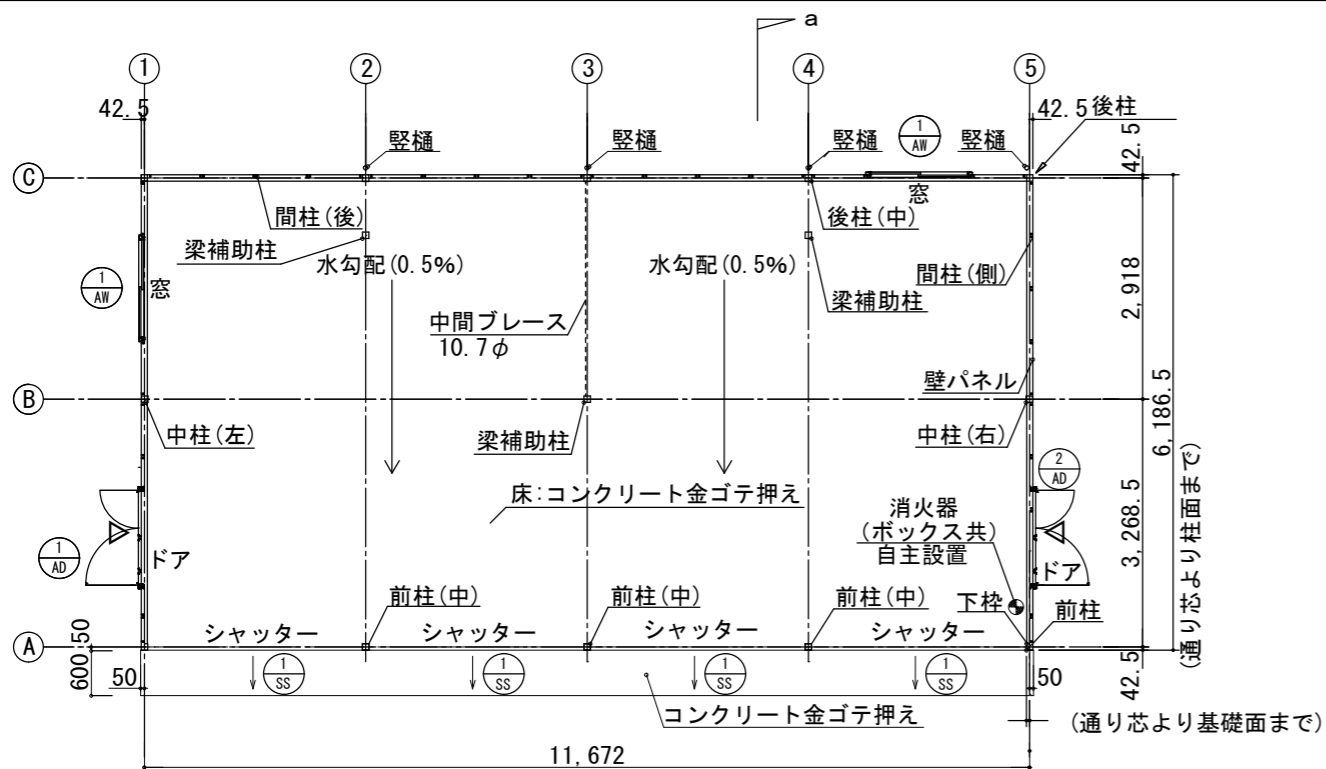 a
① ② ③ ④ ⑤
42.5
42.5 後柱
竪樋
竪樋
竪樋
1
AW
竪樋
42.5
Ⓒ
窓
間柱(後)
後柱(中)
梁補助柱
水勾配(0.5%)
水勾配(0.5%)
間柱(側)
1
AW
窓
梁補助柱
2,918
中間ブレース
10.7φ
壁パネル
Ⓑ
6,186.5
(通り芯より柱面まで)
中柱(左)
梁補助柱
中柱(右)
2
AD
床:コンクリート金ゴテ押え
消火器
(ボックス共)
自主設置
3,268.5
1
AD
ドア
ドア
前柱(中)
前柱(中)
前柱(中)
下枠
前柱
シャッター
シャッター
シャッター
シャッター
Ⓐ
50
600
50
1
SS
1
SS
1
SS
1
SS
50
42.5
コンクリート金ゴテ押え
(通り芯より基礎面まで)
11,672